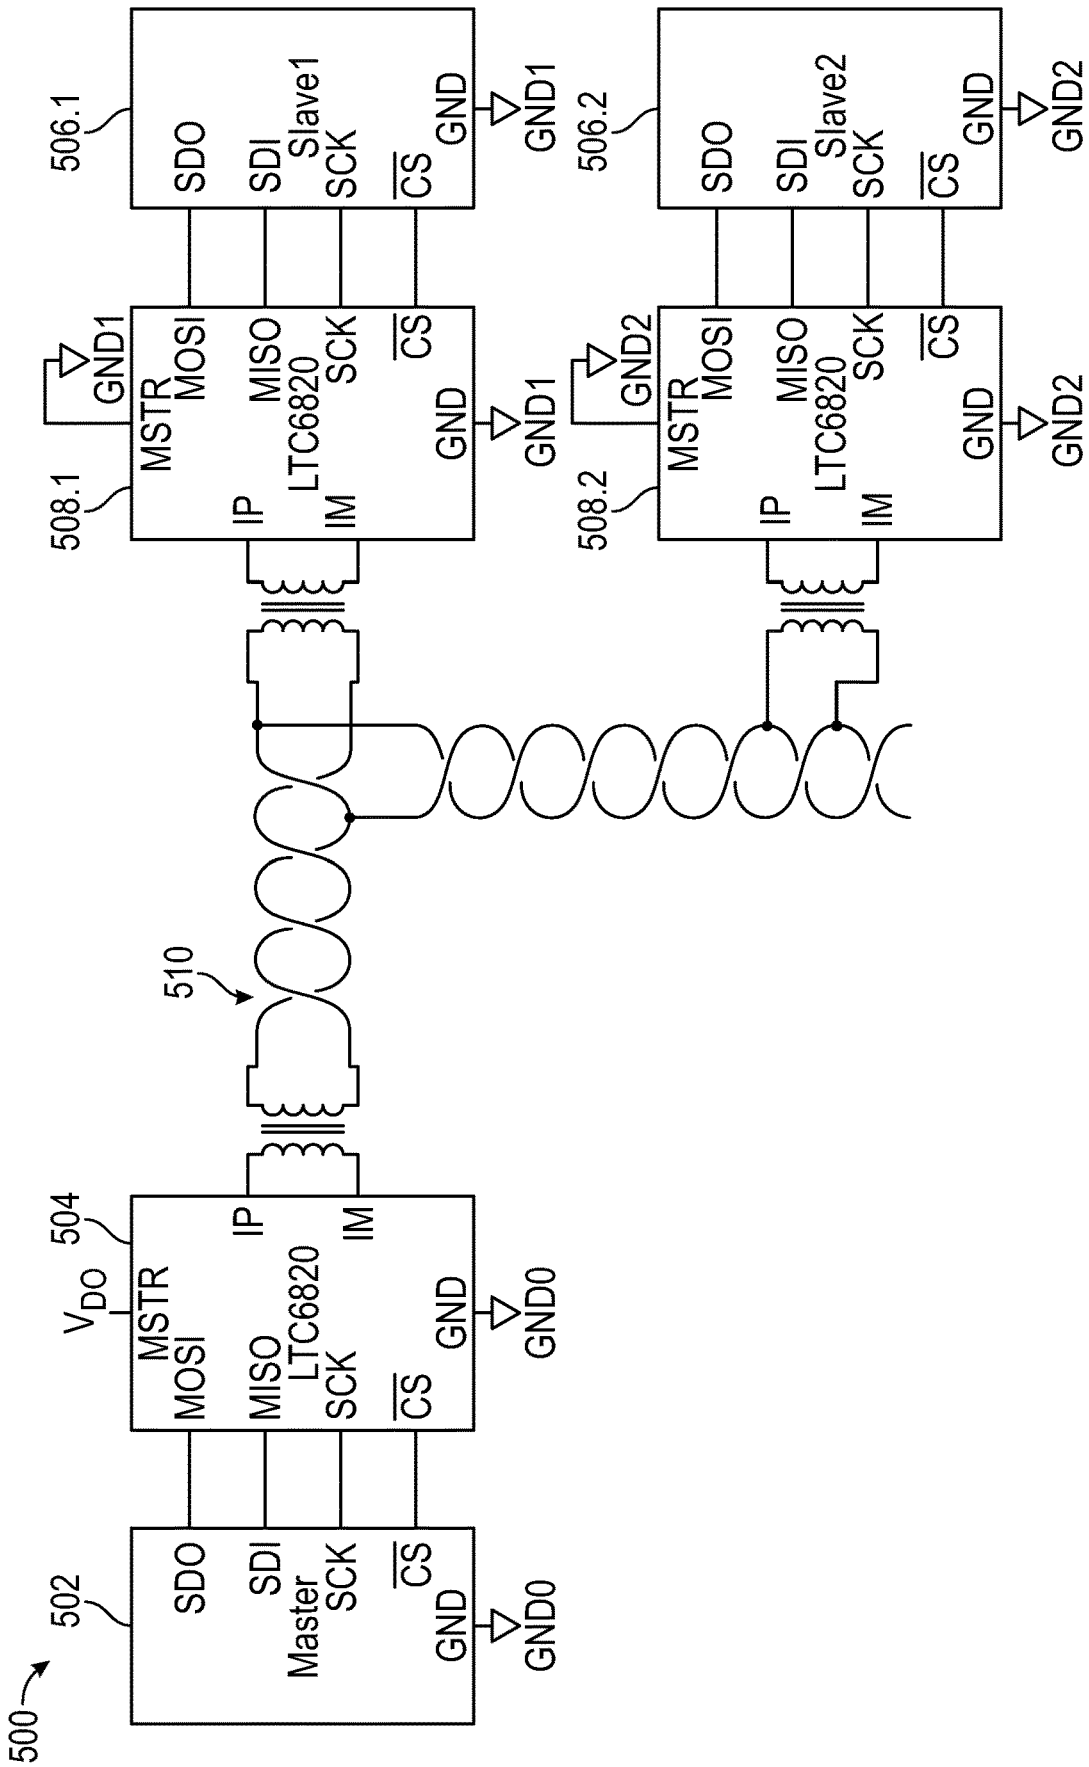 500
502
SDO
SDI
Master
SCK
CS
GND
GND0
504
VDO
MSTR
MOSI
MISO
LTC6820
SCK
CS
IP
IM
GND
GND0
510
508.1
MSTR
GND1
MOSI
MISO
LTC6820
SCK
CS
IP
IM
GND
GND1
506.1
SDO
SDI
Slave1
SCK
CS
GND
GND1
508.2
MSTR
GND2
MOSI
MISO
LTC6820
SCK
CS
IP
IM
GND
GND2
506.2
SDO
SDI
Slave2
SCK
CS
GND
GND2